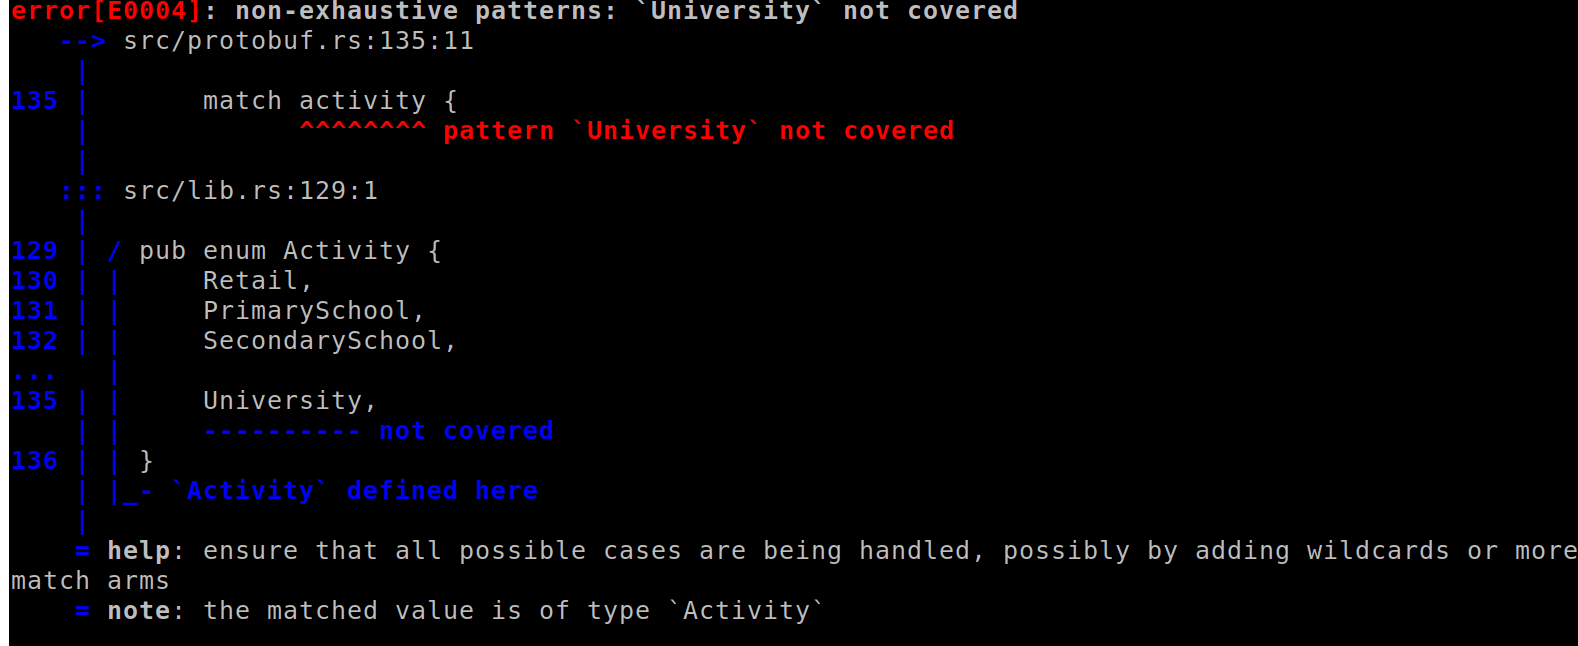 error[E0004]: non-exhaustive patterns: `University` not covered
   --> src/protobuf.rs:135:11
    |
135 |       match activity {
    |             ^^^^^^^^ pattern `University` not covered
    |
   ::: src/lib.rs:129:1
    |
129 | / pub enum Activity {
130 | |     Retail,
131 | |     PrimarySchool,
132 | |     SecondarySchool,
...   |
135 | |     University,
    | |     ---------- not covered
136 | | }
    | |_- `Activity` defined here
    |
    = help: ensure that all possible cases are being handled, possibly by adding wildcards or more
match arms
    = note: the matched value is of type `Activity`